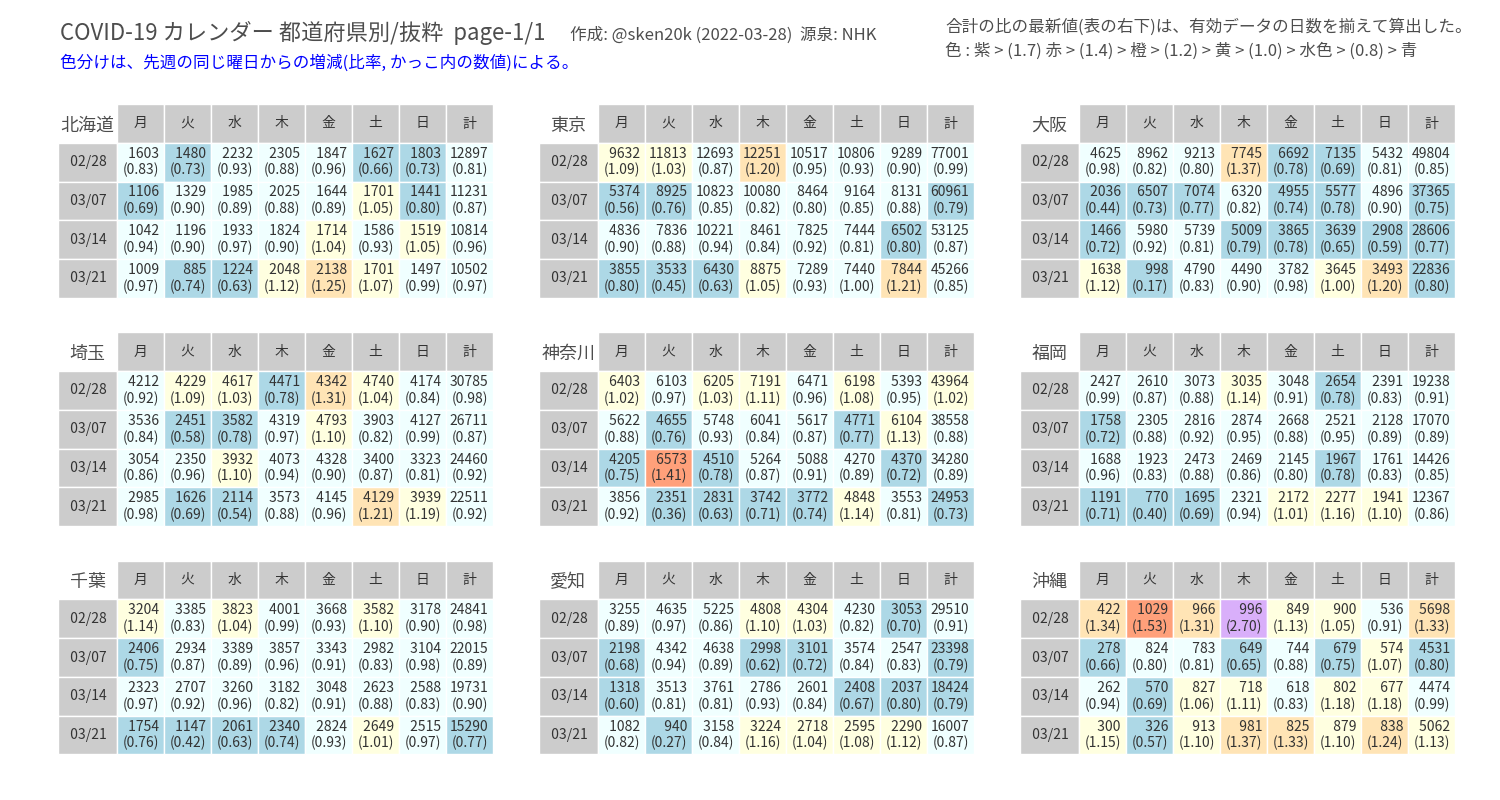 COVID-19 カレンダー 都道府県別/抜粋 page-1/1 作成: @sken20k (2022-03-28) 源泉: NHK
合計の比の最新値(表の右下)は、有効データの日数を揃えて算出した。
色分けは、先週の同じ曜日からの増減(比率, かっこ内の数値)による。
色 : 紫 > (1.7) 赤 > (1.4) > 橙 > (1.2) > 黄 > (1.0) > 水色 > (0.8) > 青
北海道 月 火 水 木 金 土 日 計
02/28 1603 1480 2232 2305 1847 1627 1803 12897
(0.83) (0.73) (0.93) (0.88) (0.96) (0.66) (0.73) (0.81)
03/07 1106 1329 1985 2025 1644 1701 1441 11231
(0.69) (0.90) (0.89) (0.88) (0.89) (1.05) (0.80) (0.87)
03/14 1042 1196 1933 1824 1714 1586 1519 10814
(0.94) (0.90) (0.97) (0.90) (1.04) (0.93) (1.05) (0.96)
03/21 1009 885 1224 2048 2138 1701 1497 10502
(0.97) (0.74) (0.63) (1.12) (1.25) (1.07) (0.99) (0.97)
東京 月 火 水 木 金 土 日 計
02/28 9632 11813 12693 12251 10517 10806 9289 77001
(1.09) (1.03) (0.87) (1.20) (0.95) (0.93) (0.90) (0.99)
03/07 5374 8925 10823 10080 8464 9164 8131 60961
(0.56) (0.76) (0.85) (0.82) (0.80) (0.85) (0.88) (0.79)
03/14 4836 7836 10221 8461 7825 7444 6502 53125
(0.90) (0.88) (0.94) (0.84) (0.92) (0.81) (0.80) (0.87)
03/21 3855 3533 6430 8875 7289 7440 7844 45266
(0.80) (0.45) (0.63) (1.05) (0.93) (1.00) (1.21) (0.85)
大阪 月 火 水 木 金 土 日 計
02/28 4625 8962 9213 7745 6692 7135 5432 49804
(0.98) (0.82) (0.80) (1.37) (0.78) (0.69) (0.81) (0.85)
03/07 2036 6507 7074 6320 4955 5577 4896 37365
(0.44) (0.73) (0.77) (0.82) (0.74) (0.78) (0.90) (0.75)
03/14 1466 5980 5739 5009 3865 3639 2908 28606
(0.72) (0.92) (0.81) (0.79) (0.78) (0.65) (0.59) (0.77)
03/21 1638 998 4790 4490 3782 3645 3493 22836
(1.12) (0.17) (0.83) (0.90) (0.98) (1.00) (1.20) (0.80)
埼玉 月 火 水 木 金 土 日 計
02/28 4212 4229 4617 4471 4342 4740 4174 30785
(0.92) (1.09) (1.03) (0.78) (1.31) (1.04) (0.84) (0.98)
03/07 3536 2451 3582 4319 4793 3903 4127 26711
(0.84) (0.58) (0.78) (0.97) (1.10) (0.82) (0.99) (0.87)
03/14 3054 2350 3932 4073 4328 3400 3323 24460
(0.86) (0.96) (1.10) (0.94) (0.90) (0.87) (0.81) (0.92)
03/21 2985 1626 2114 3573 4145 4129 3939 22511
(0.98) (0.69) (0.54) (0.88) (0.96) (1.21) (1.19) (0.92)
神奈川 月 火 水 木 金 土 日 計
02/28 6403 6103 6205 7191 6471 6198 5393 43964
(1.02) (0.97) (1.03) (1.11) (0.96) (1.08) (0.95) (1.02)
03/07 5622 4655 5748 6041 5617 4771 6104 38558
(0.88) (0.76) (0.93) (0.84) (0.87) (0.77) (1.13) (0.88)
03/14 4205 6573 4510 5264 5088 4270 4370 34280
(0.75) (1.41) (0.78) (0.87) (0.91) (0.89) (0.72) (0.89)
03/21 3856 2351 2831 3742 3772 4848 3553 24953
(0.92) (0.36) (0.63) (0.71) (0.74) (1.14) (0.81) (0.73)
福岡 月 火 水 木 金 土 日 計
02/28 2427 2610 3073 3035 3048 2654 2391 19238
(0.99) (0.87) (0.88) (1.14) (0.91) (0.78) (0.83) (0.91)
03/07 1758 2305 2816 2874 2668 2521 2128 17070
(0.72) (0.88) (0.92) (0.95) (0.88) (0.95) (0.89) (0.89)
03/14 1688 1923 2473 2469 2145 1967 1761 14426
(0.96) (0.83) (0.88) (0.86) (0.80) (0.78) (0.83) (0.85)
03/21 1191 770 1695 2321 2172 2277 1941 12367
(0.71) (0.40) (0.69) (0.94) (1.01) (1.16) (1.10) (0.86)
千葉 月 火 水 木 金 土 日 計
02/28 3204 3385 3823 4001 3668 3582 3178 24841
(1.14) (0.83) (1.04) (0.99) (0.93) (1.10) (0.90) (0.98)
03/07 2406 2934 3389 3857 3343 2982 3104 22015
(0.75) (0.87) (0.89) (0.96) (0.91) (0.83) (0.98) (0.89)
03/14 2323 2707 3260 3182 3048 2623 2588 19731
(0.97) (0.92) (0.96) (0.82) (0.91) (0.88) (0.83) (0.90)
03/21 1754 1147 2061 2340 2824 2649 2515 15290
(0.76) (0.42) (0.63) (0.74) (0.93) (1.01) (0.97) (0.77)
愛知 月 火 水 木 金 土 日 計
02/28 3255 4635 5225 4808 4304 4230 3053 29510
(0.89) (0.97) (0.86) (1.10) (1.03) (0.82) (0.70) (0.91)
03/07 2198 4342 4638 2998 3101 3574 2547 23398
(0.68) (0.94) (0.89) (0.62) (0.72) (0.84) (0.83) (0.79)
03/14 1318 3513 3761 2786 2601 2408 2037 18424
(0.60) (0.81) (0.81) (0.93) (0.84) (0.67) (0.80) (0.79)
03/21 1082 940 3158 3224 2718 2595 2290 16007
(0.82) (0.27) (0.84) (1.16) (1.04) (1.08) (1.12) (0.87)
沖縄 月 火 水 木 金 土 日 計
02/28 422 1029 966 996 849 900 536 5698
(1.34) (1.53) (1.31) (2.70) (1.13) (1.05) (0.91) (1.33)
03/07 278 824 783 649 744 679 574 4531
(0.66) (0.80) (0.81) (0.65) (0.88) (0.75) (1.07) (0.80)
03/14 262 570 827 718 618 802 677 4474
(0.94) (0.69) (1.06) (1.11) (0.83) (1.18) (1.18) (0.99)
03/21 300 326 913 981 825 879 838 5062
(1.15) (0.57) (1.10) (1.37) (1.33) (1.10) (1.24) (1.13)